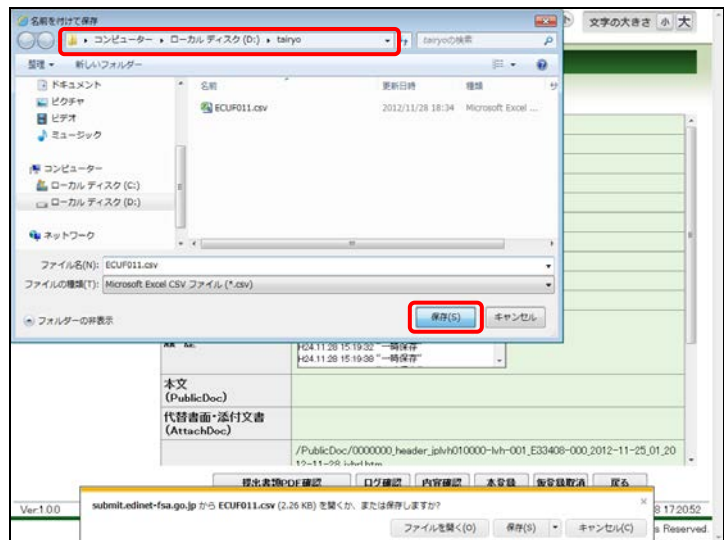 名前を付けて保存
文字の大きさ 小 大
コンピューター ▸ ローカル ディスク (D:) ▸ tairyo
tairyoの検索
整理 新しいフォルダー
ドキュメント
ピクチャ
ビデオ
ミュージック
コンピューター
ローカル ディスク (C:)
ローカル ディスク (D:)
ネットワーク
名前 更新日時 種類 サ
ECUF011.csv 2012/11/28 18:34 Microsoft Excel ...
ファイル名(N): ECUF011.csv
ファイルの種類(T): Microsoft Excel CSV ファイル (*.csv)
フォルダーの非表示 保存(S) キャンセル
H24.11.28 15:19:32 "一時保存"
H24.11.28 15:19:38 "一時保存"
本文
(PublicDoc)
代替書面・添付文書
(AttachDoc)
/PublicDoc/0000000_header_jplvh010000-lvh-001_E33408-000_2012-11-25_01_20
12-11-28_ixbrl.htm
提出書類PDF確認 ログ確認 内容確認 本登録 仮登録取消 戻る
submit.edinet-fsa.go.jp から ECUF011.csv (2.26 KB) を開くか、または保存しますか?
ファイルを開く(O) 保存(S) キャンセル(C)
Ver.1.0.0
8 17:20:52
s Reserved.